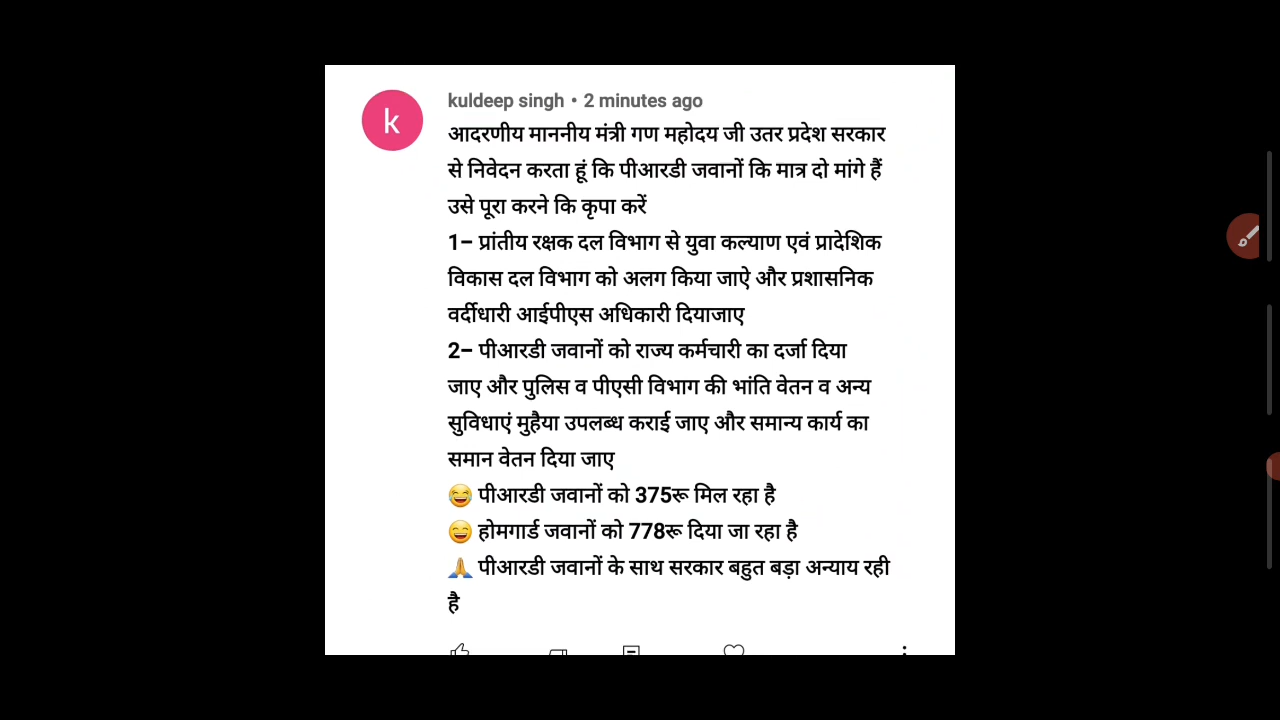 k
kuldeep singh • 2 minutes ago
आदरणीय माननीय मंत्री गण महोदय जी उतर प्रदेश सरकार
से निवेदन करता हूं कि पीआरडी जवानों कि मात्र दो मांगे हैं
उसे पूरा करने कि कृपा करें
1– प्रांतीय रक्षक दल विभाग से युवा कल्याण एवं प्रादेशिक
विकास दल विभाग को अलग किया जाऐ और प्रशासनिक
वर्दीधारी आईपीएस अधिकारी दियाजाए
2– पीआरडी जवानों को राज्य कर्मचारी का दर्जा दिया
जाए और पुलिस व पीएसी विभाग की भांति वेतन व अन्य
सुविधाएं मुहैया उपलब्ध कराई जाए और समान्य कार्य का
समान वेतन दिया जाए
😂 पीआरडी जवानों को 375रू मिल रहा है
😄 होमगार्ड जवानों को 778रू दिया जा रहा है
🙏 पीआरडी जवानों के साथ सरकार बहुत बड़ा अन्याय रही
है